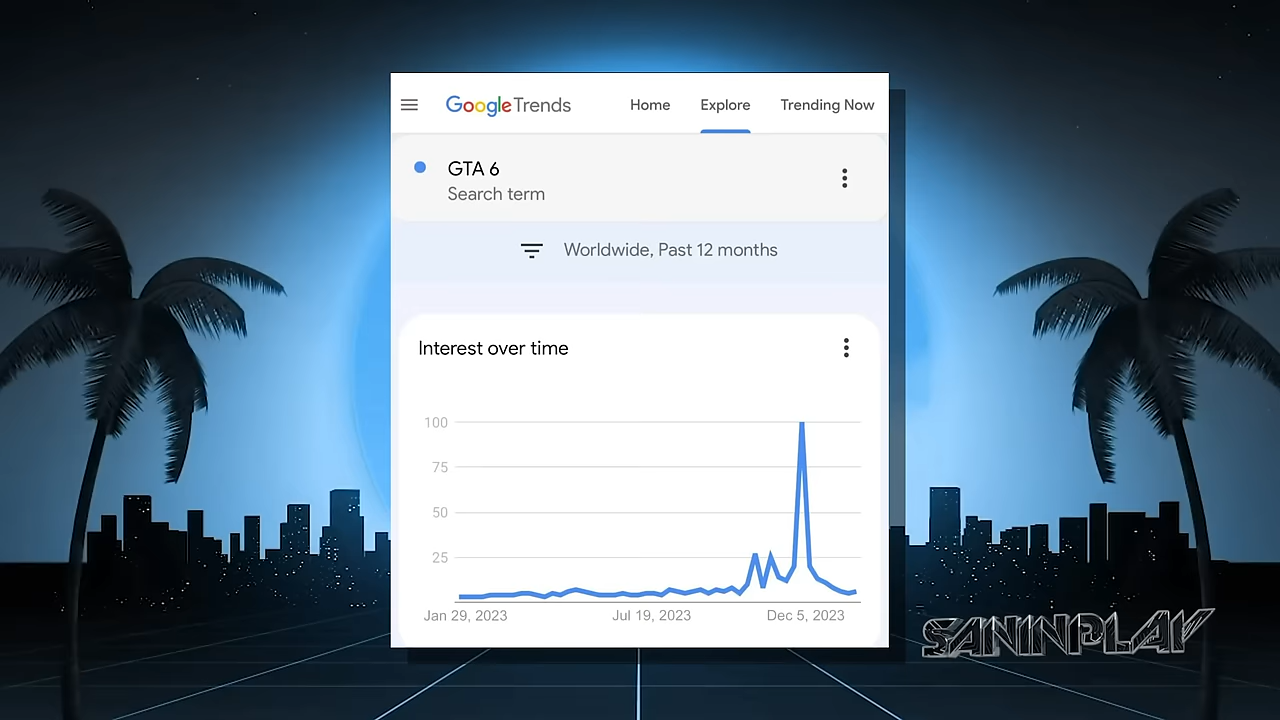 Google Trends Home Explore Trending Now
GTA 6
Search term
Worldwide, Past 12 months
Interest over time
100
75
50
25
Jan 29, 2023 Jul 19, 2023 Dec 5, 2023
SANINPLAY